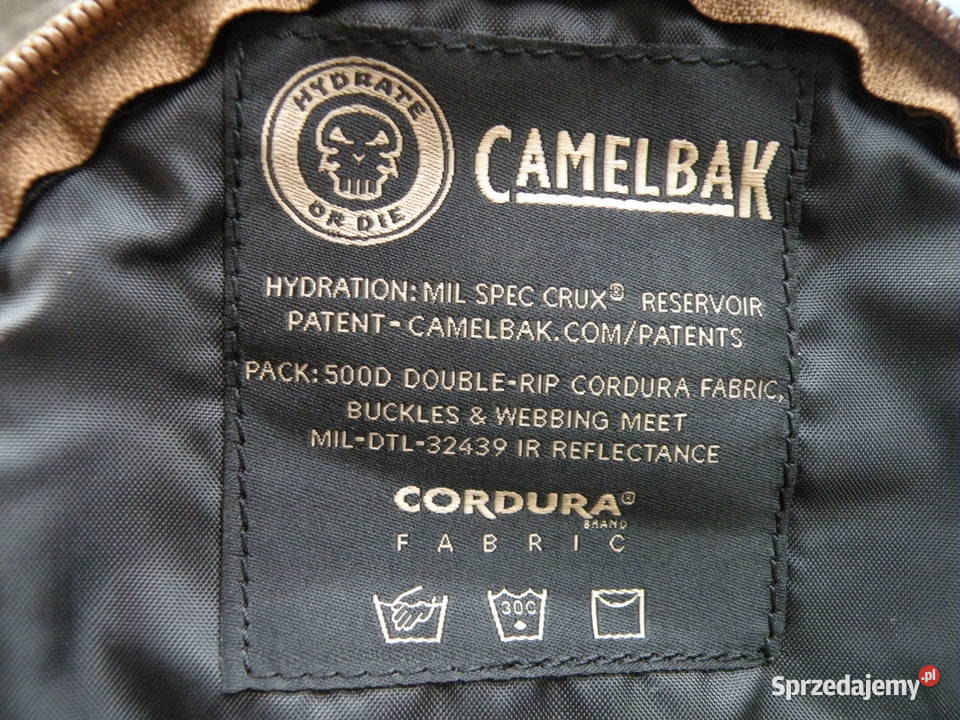 HYDRATE
OR DIE
CAMELBAK
HYDRATION: MIL SPEC CRUX® RESERVOIR
PATENT-CAMELBAK.COM/PATENTS
PACK: 500D DOUBLE-RIP CORDURA FABRIC,
BUCKLES & WEBBING MEET
MIL-DTL-32439 IR REFLECTANCE
CORDURA®
BRAND
FABRIC
30C
Sprzedajemy.pl